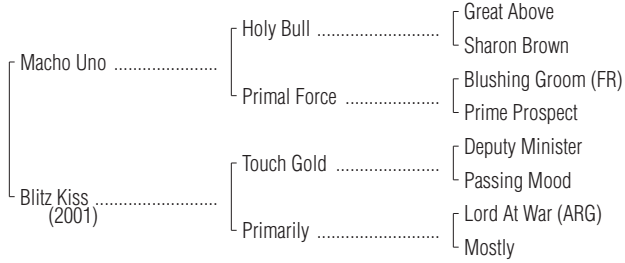 Great Above
Holy Bull ..........................
Sharon Brown
Macho Uno ......................
Blushing Groom (FR)
Primal Force ....................
Prime Prospect
Deputy Minister
Touch Gold ......................
Passing Mood
Blitz Kiss ..........................
(2001)
Lord At War (ARG)
Primarily ..........................
Mostly